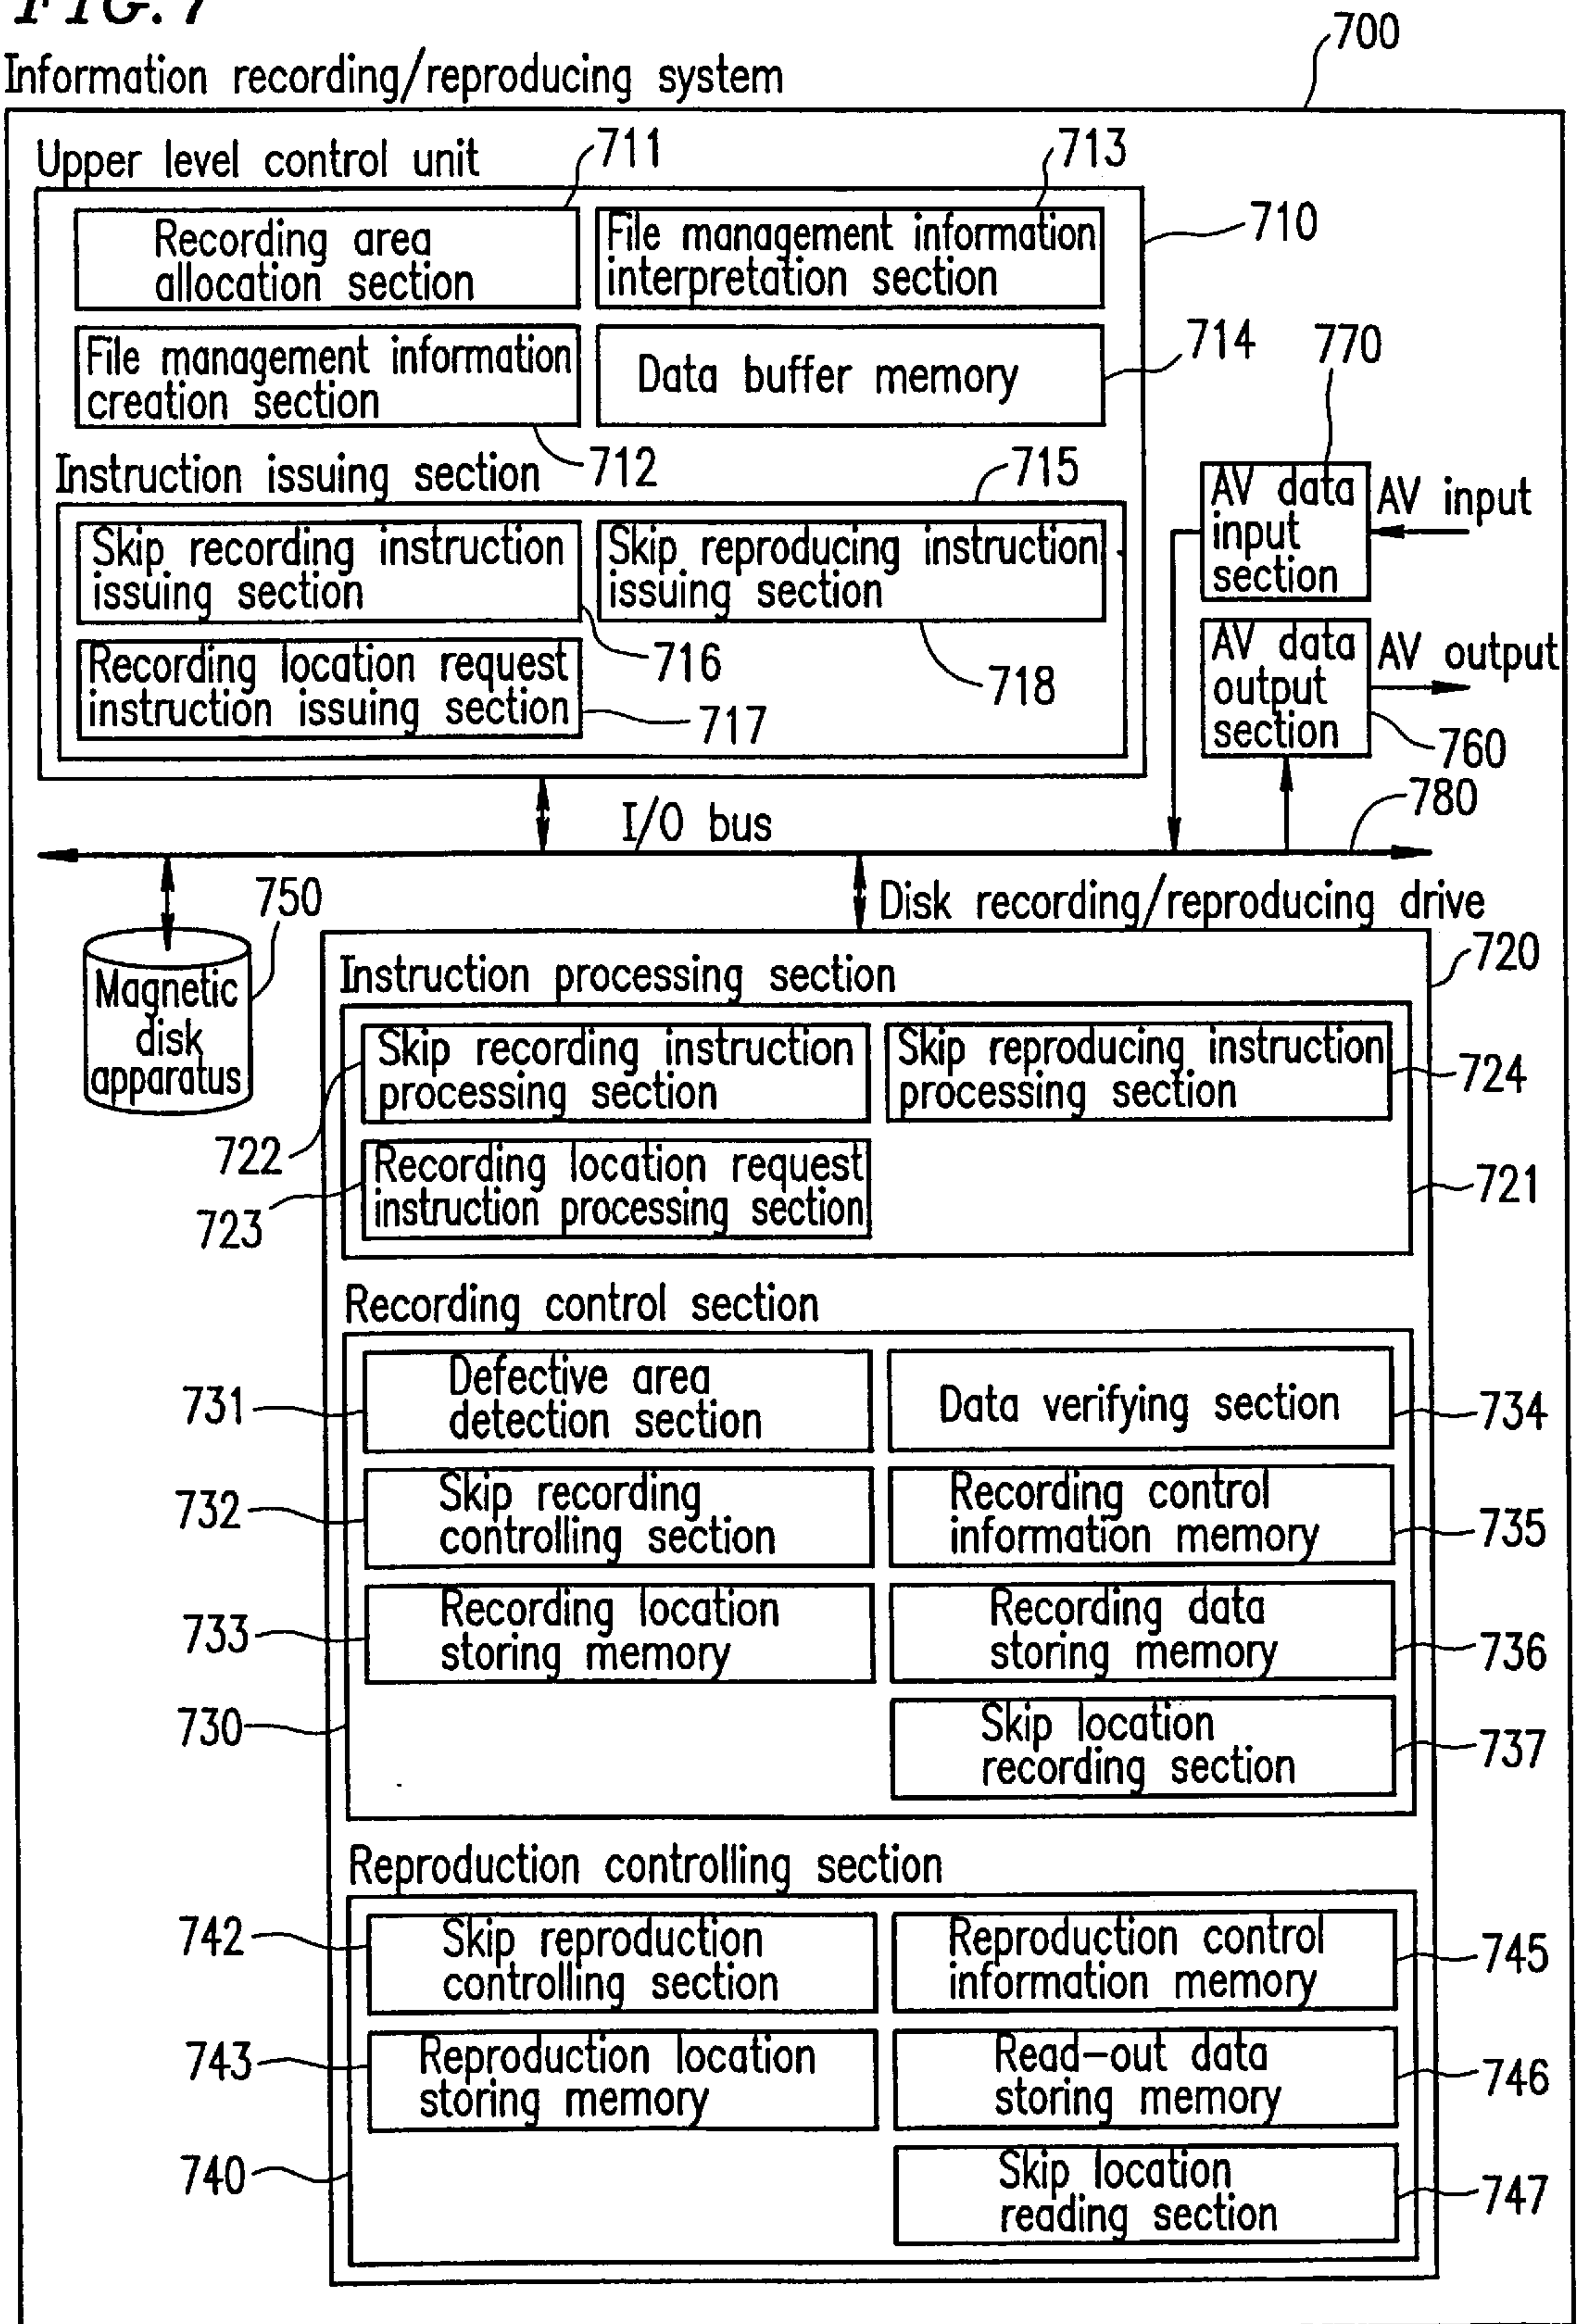 FIG. 7
700
Information recording/reproducing system
Upper level control unit
711
713
710
Recording area
allocation section
File management information
interpretation section
714
770
File management information
creation section
Data buffer memory
712
Instruction issuing section
715
AV data
input
section
AV input
Skip recording instruction
issuing section
Skip reproducing instruction
issuing section
716
718
Recording location request
instruction issuing section
717
AV data
output
section
AV output
760
780
I/O bus
750
Disk recording/reproducing drive
720
Magnetic
disk
apparatus
Instruction processing section
Skip recording instruction
processing section
Skip reproducing instruction
processing section
724
722
Recording location request
instruction processing section
721
723
Recording control section
731
Defective area
detection section
Data verifying section
734
732
Skip recording
controlling section
Recording control
information memory
735
733
Recording location
storing memory
Recording data
storing memory
736
730
Skip location
recording section
737
Reproduction controlling section
742
Skip reproduction
controlling section
Reproduction control
information memory
745
743
Reproduction location
storing memory
Read-out data
storing memory
746
740
Skip location
reading section
747